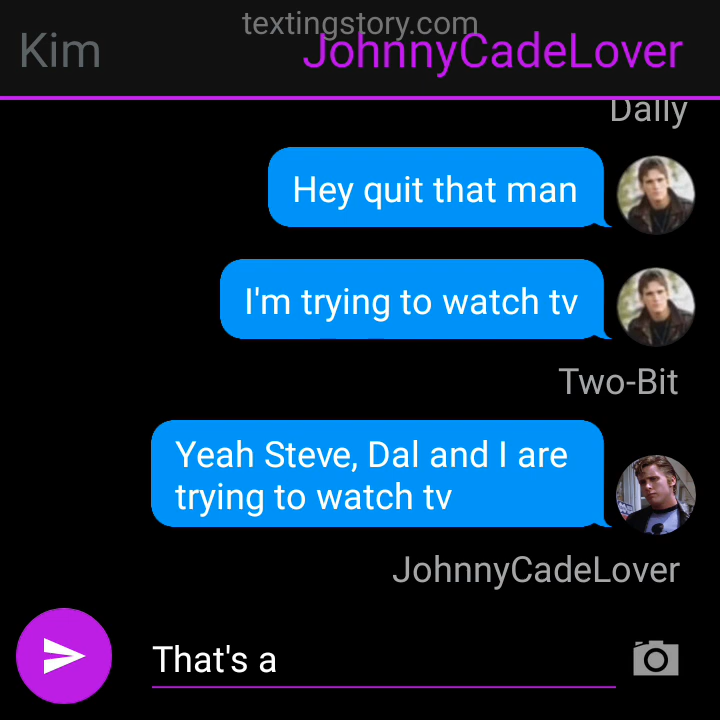 textingstory.com
Kim
JohnnyCadeLover
Dally
Hey quit that man
I'm trying to watch tv
Two-Bit
Yeah Steve, Dal and I are
trying to watch tv
JohnnyCadeLover
That's a